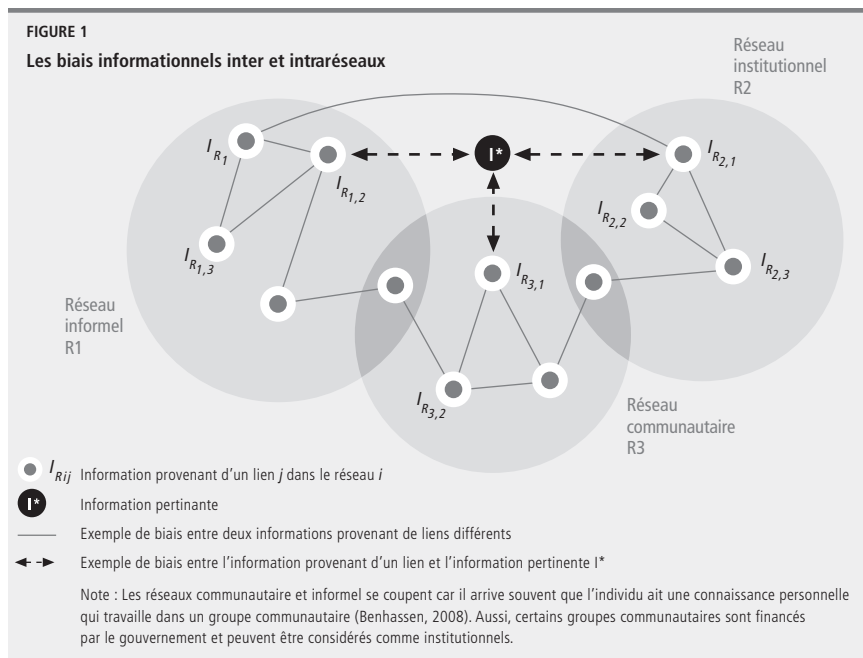 FIGURE 1
Les biais informationnels inter et intraréseaux
Réseau
institutionnel
R2
I*
I R1
I R1,2
I R1,3
I R2,1
I R2,2
I R2,3
I R3,1
I R3,2
Réseau
informel
R1
Réseau
communautaire
R3
I Rij Information provenant d'un lien j dans le réseau i
I* Information pertinante
Exemple de biais entre deux informations provenant de liens différents
Exemple de biais entre l'information provenant d'un lien et l'information pertinente I*
Note : Les réseaux communautaire et informel se coupent car il arrive souvent que l'individu ait une connaissance personnelle
qui travaille dans un groupe communautaire (Benhassen, 2008). Aussi, certains groupes communautaires sont financés
par le gouvernement et peuvent être considérés comme institutionnels.